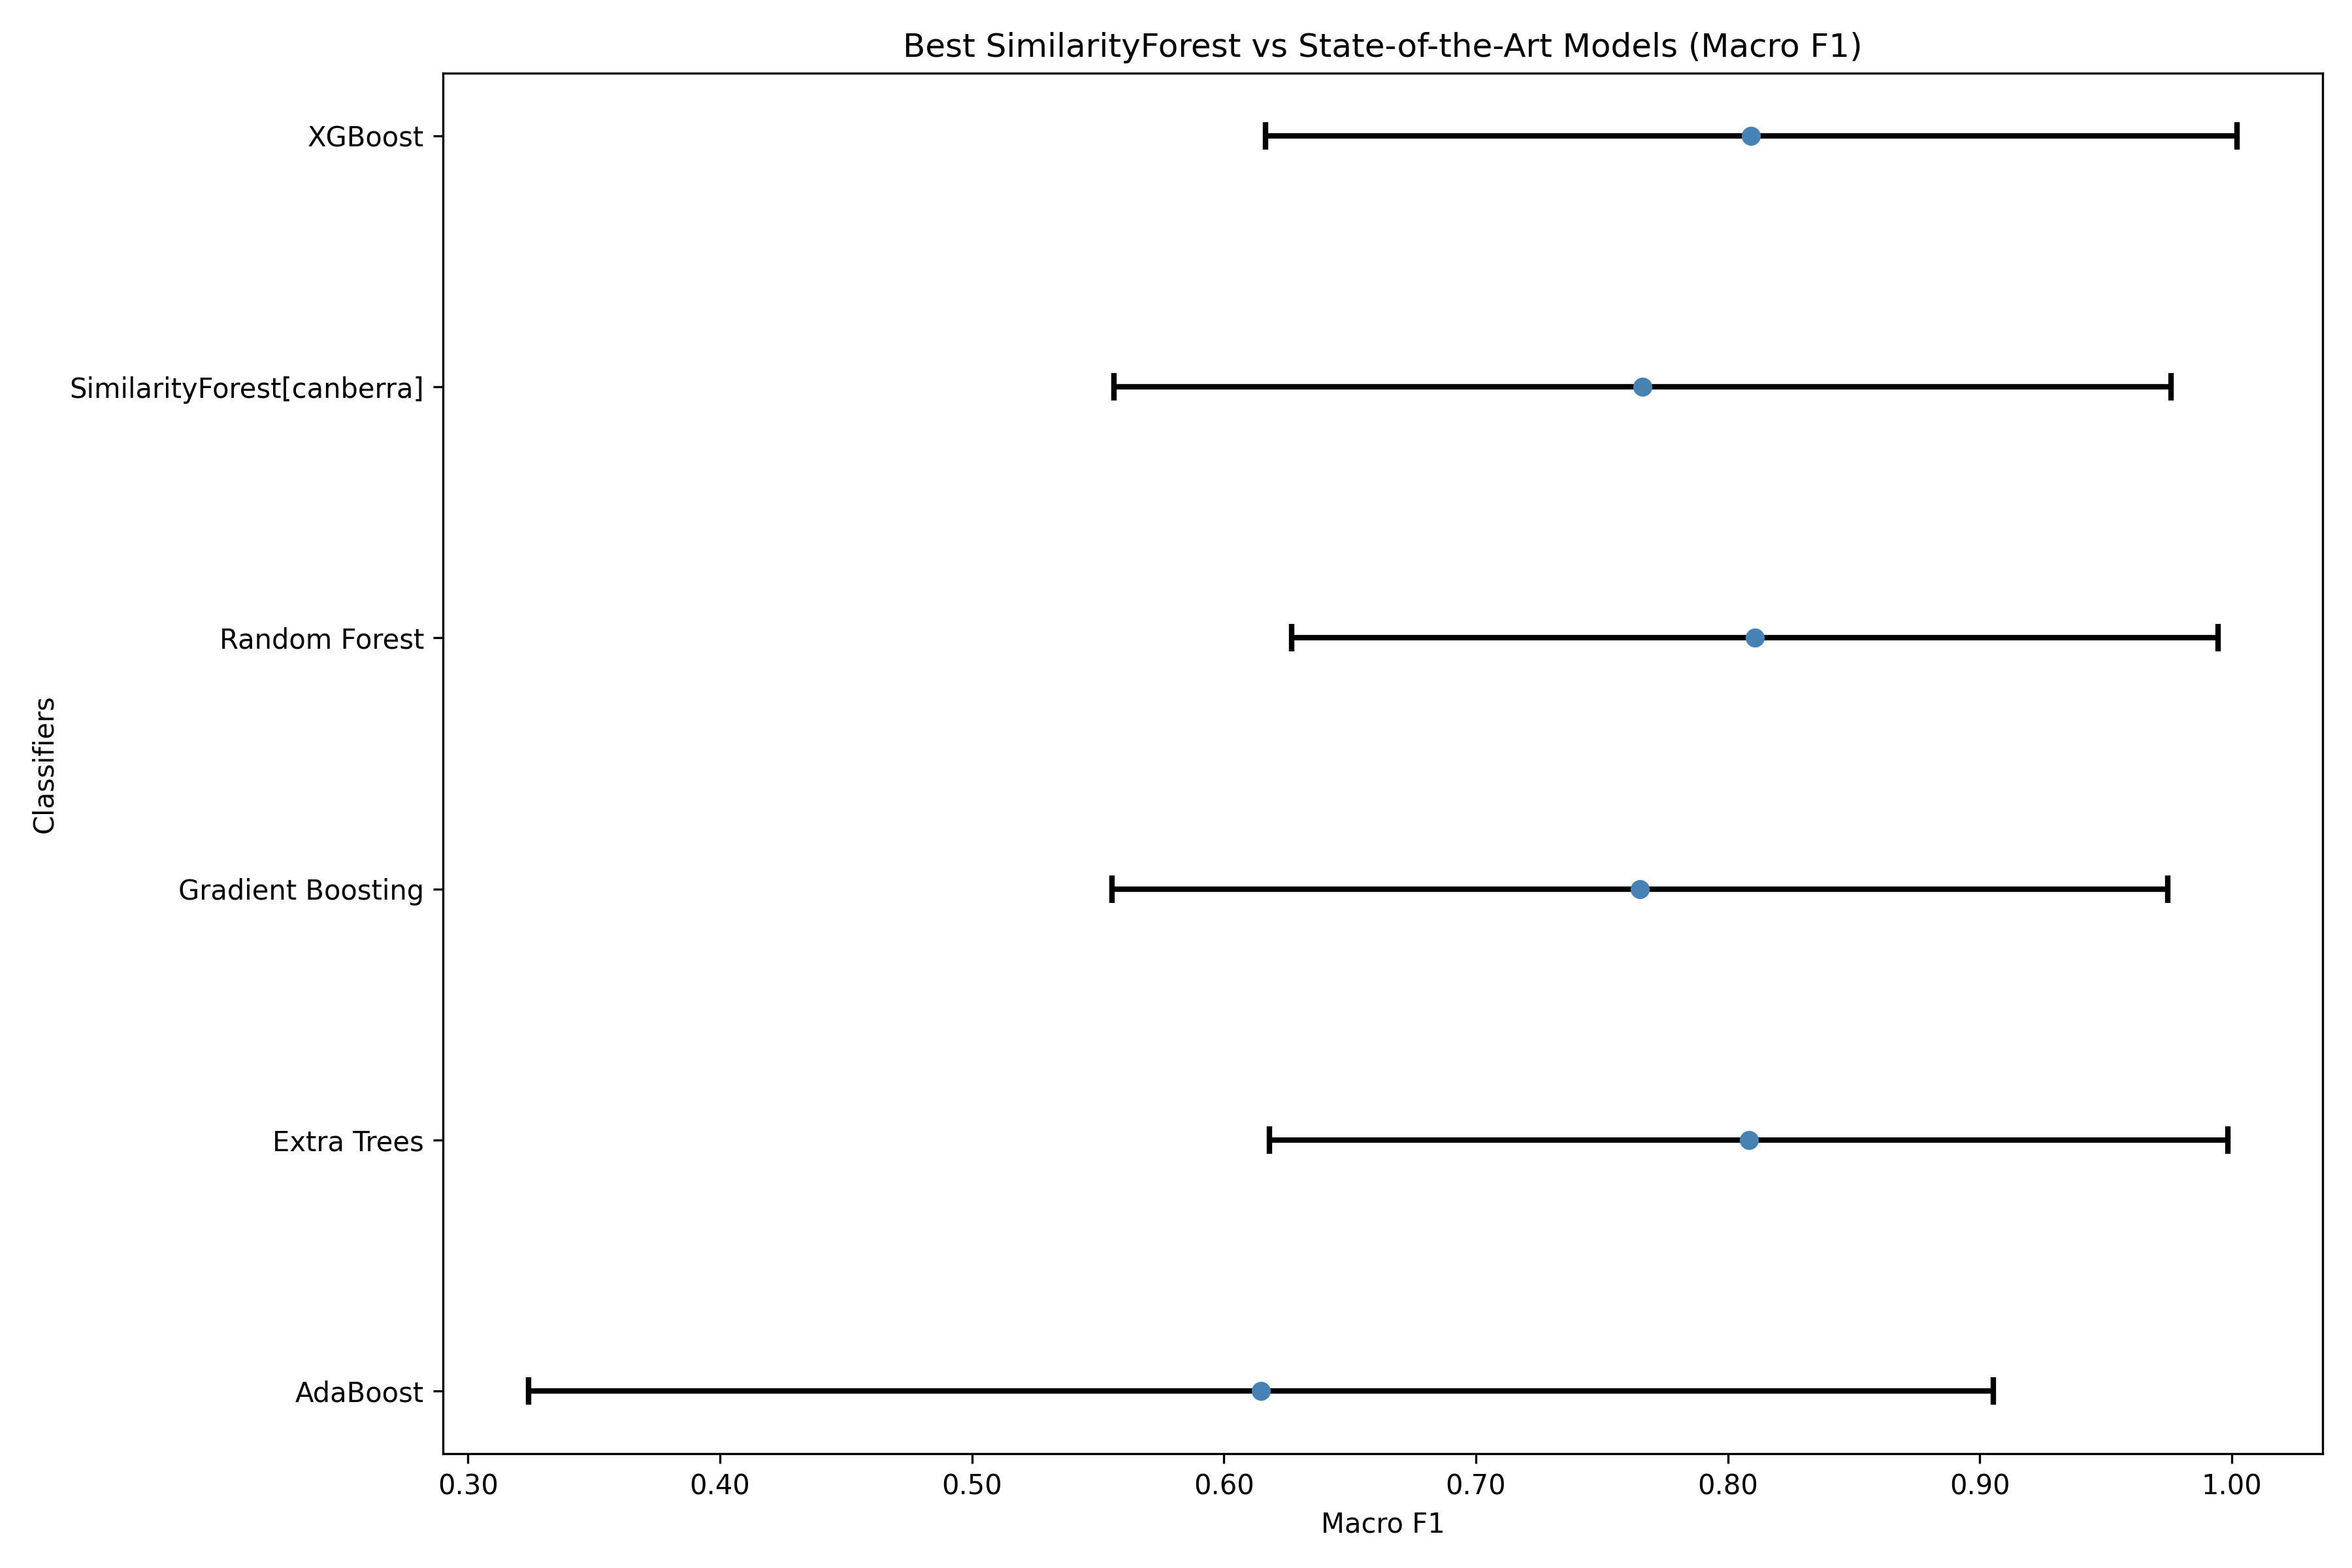 Best SimilarityForest vs State-of-the-Art Models (Macro F1)
XGBoost
SimilarityForest[canberra]
Random Forest
Gradient Boosting
Extra Trees
AdaBoost
Classifiers
0.30 0.40 0.50 0.60 0.70 0.80 0.90 1.00
Macro F1